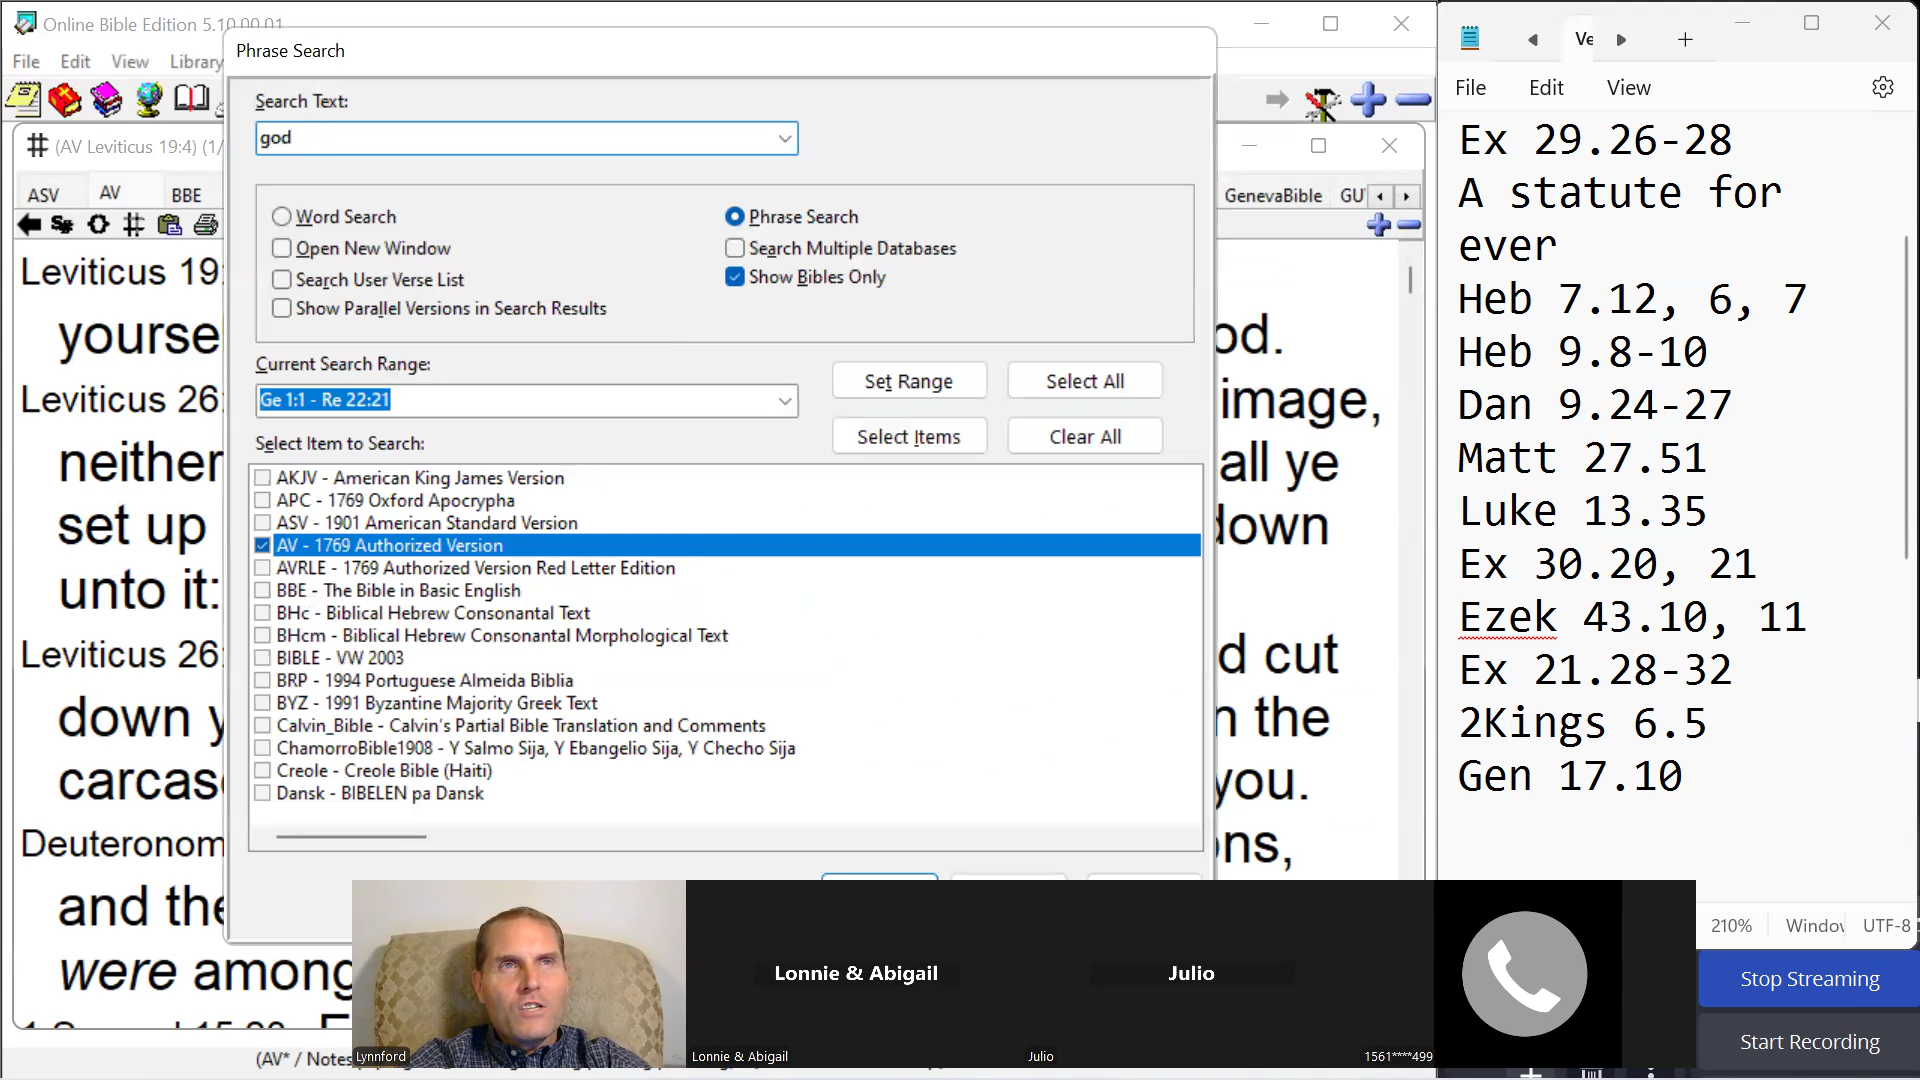 Online Bible Edition 5.10.00.01
File Edit View Library
Phrase Search
Search Text:
god
Word Search
Phrase Search
Open New Window
Search Multiple Databases
Search User Verse List
Show Bibles Only
Show Parallel Versions in Search Results
Current Search Range:
Ge 1:1 - Re 22:21
Set Range
Select All
Select Items
Clear All
Select Item to Search:
AKJV - American King James Version
APC - 1769 Oxford Apocrypha
ASV - 1901 American Standard Version
AV - 1769 Authorized Version
AVRLE - 1769 Authorized Version Red Letter Edition
BBE - The Bible in Basic English
BHc - Biblical Hebrew Consonantal Text
BHcm - Biblical Hebrew Consonantal Morphological Text
BIBLE - VW 2003
BRP - 1994 Portuguese Almeida Biblia
BYZ - 1991 Byzantine Majority Greek Text
Calvin_Bible - Calvin's Partial Bible Translation and Comments
ChamorroBible1908 - Y Salmo Sija, Y Ebangelio Sija, Y Checho Sija
Creole - Creole Bible (Haiti)
Dansk - BIBELEN pa Dansk
(AV Leviticus 19:4) (1/
ASV AV BBE
Leviticus 19:
yourse
Leviticus 26:
neither
set up
unto it:
Leviticus 26:
down y
carcas
Deuteronom
and the
were among
(AV* / Notes
GenevaBible GU
od.
image,
all ye
down
d cut
n the
you.
ons,
Ve
File Edit View
Ex 29.26-28
A statute for
ever
Heb 7.12, 6, 7
Heb 9.8-10
Dan 9.24-27
Matt 27.51
Luke 13.35
Ex 30.20, 21
Ezek 43.10, 11
Ex 21.28-32
2Kings 6.5
Gen 17.10
210% Window UTF-8
Stop Streaming
Start Recording
Lonnie & Abigail
Julio
Lynnford
Lonnie & Abigail
Julio
1561****499